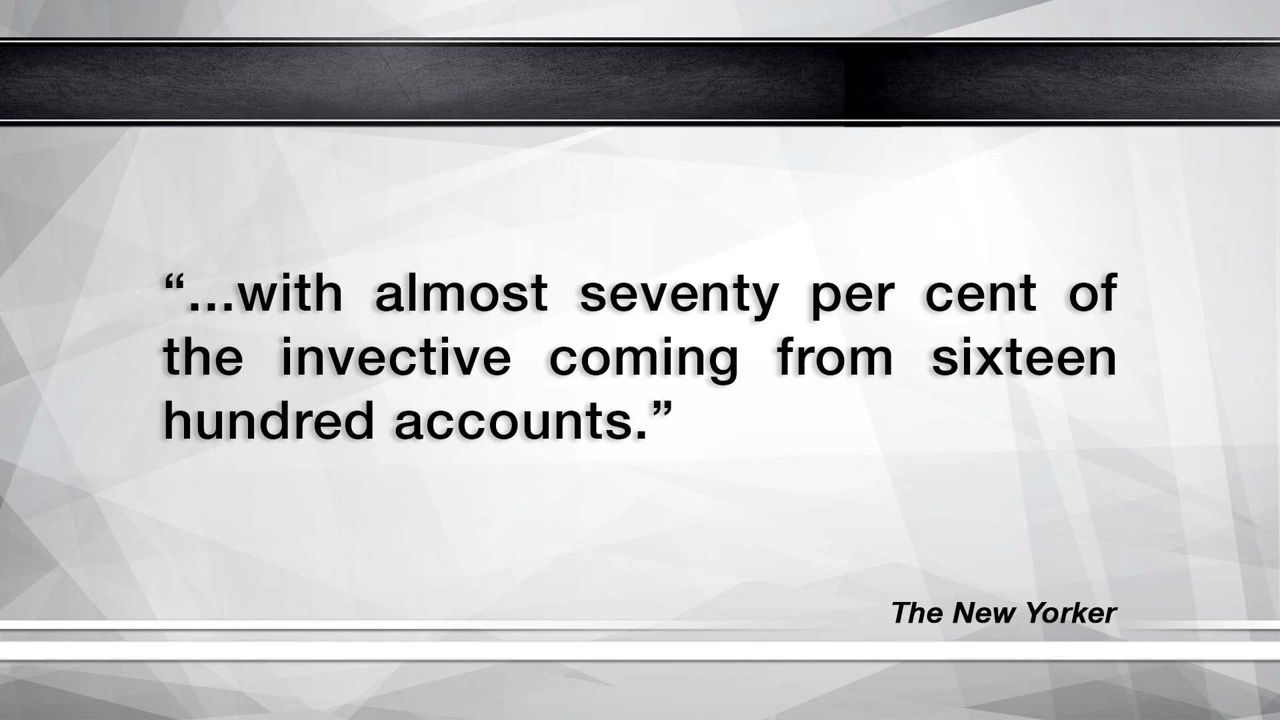 “...with almost seventy per cent of
the invective coming from sixteen
hundred accounts.”
The New Yorker